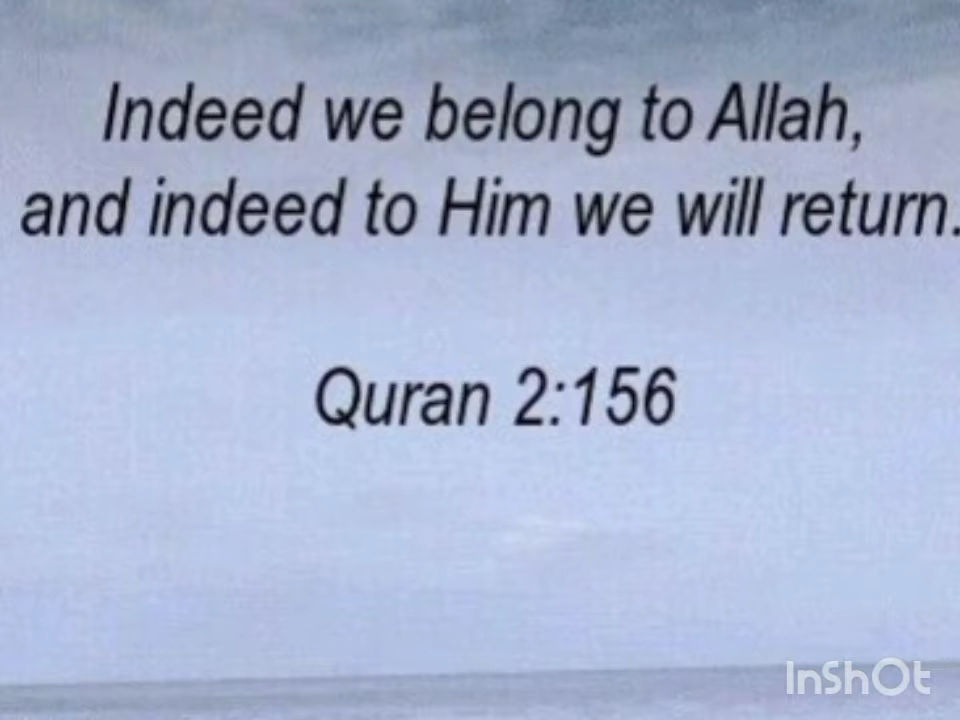 Indeed we belong to Allah,
and indeed to Him we will return.
Quran 2:156
InShOt